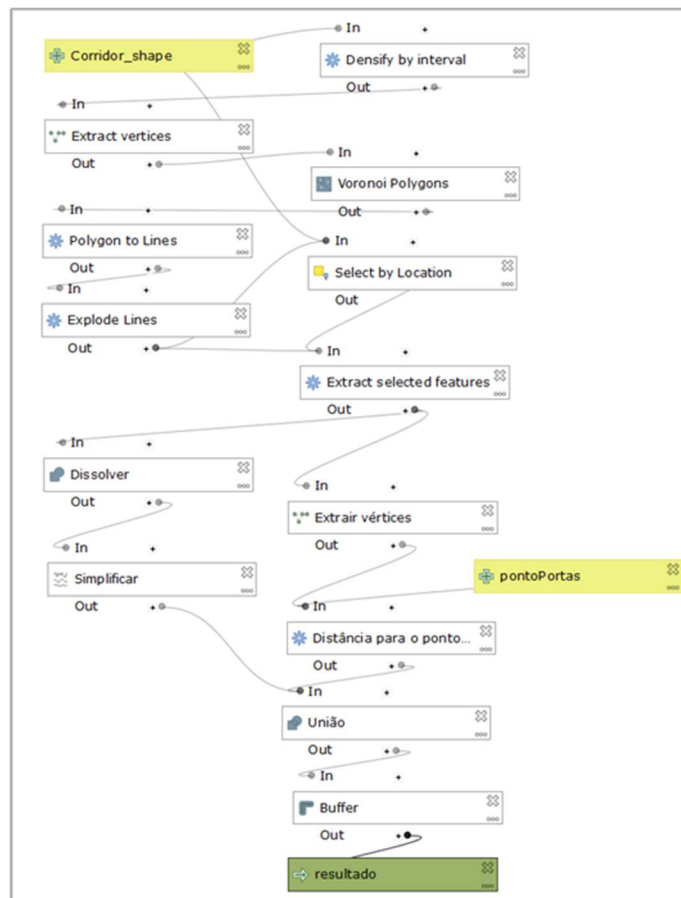 In
Corridor_shape
Densify by interval
Out
In
Extract vertices
Out
In
Voronoi Polygons
Out
In
Polygon to Lines
Out
In
Select by Location
Out
In
Explode Lines
Out
In
Extract selected features
Out
In
Dissolver
Out
In
Extrair vértices
Out
In
Simplificar
Out
pontoPortas
In
Distância para o ponto...
Out
In
União
Out
In
Buffer
Out
resultado